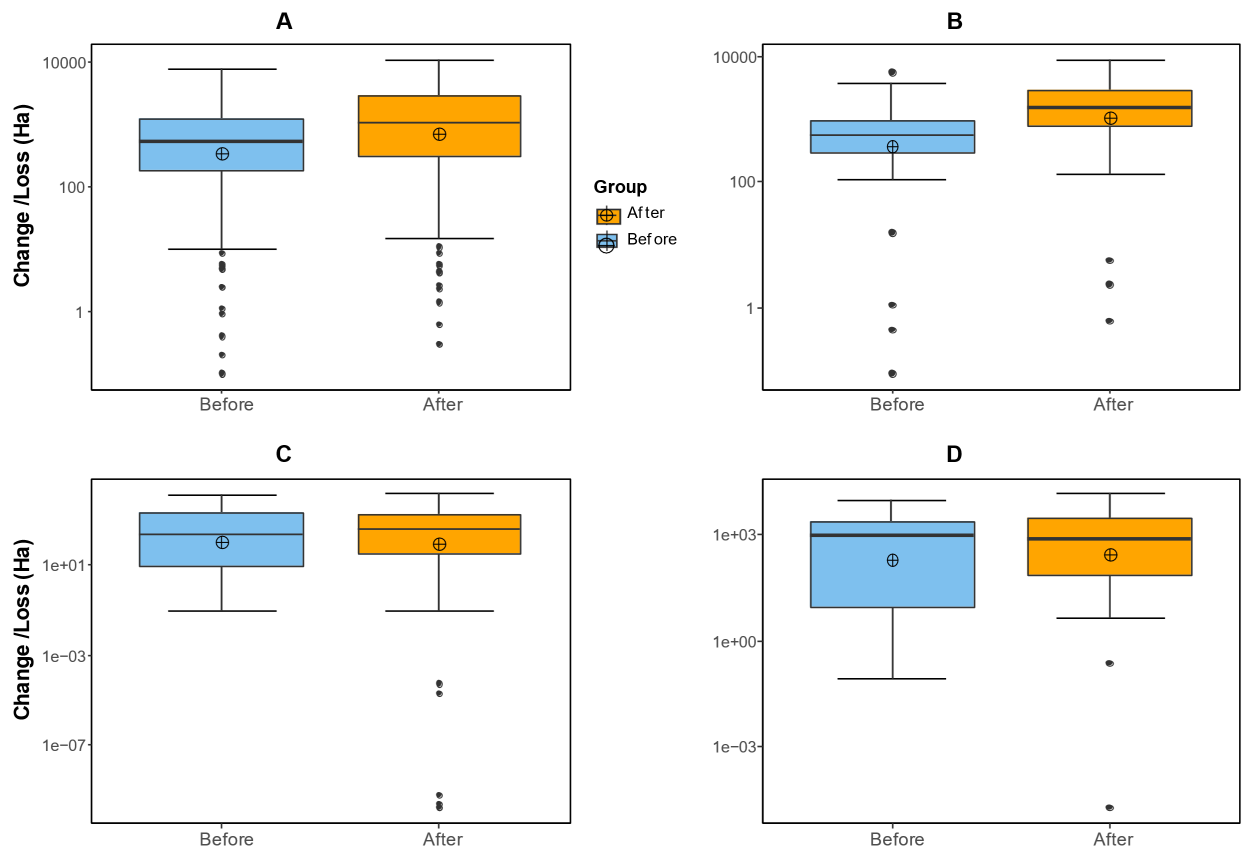 A
Change /Loss (Ha)
10000
100
1
Before
After
Group
After
Before
B
10000
100
1
Before
After
C
Change /Loss (Ha)
1e+01
1e−03
1e−07
Before
After
D
1e+03
1e+00
1e−03
Before
After